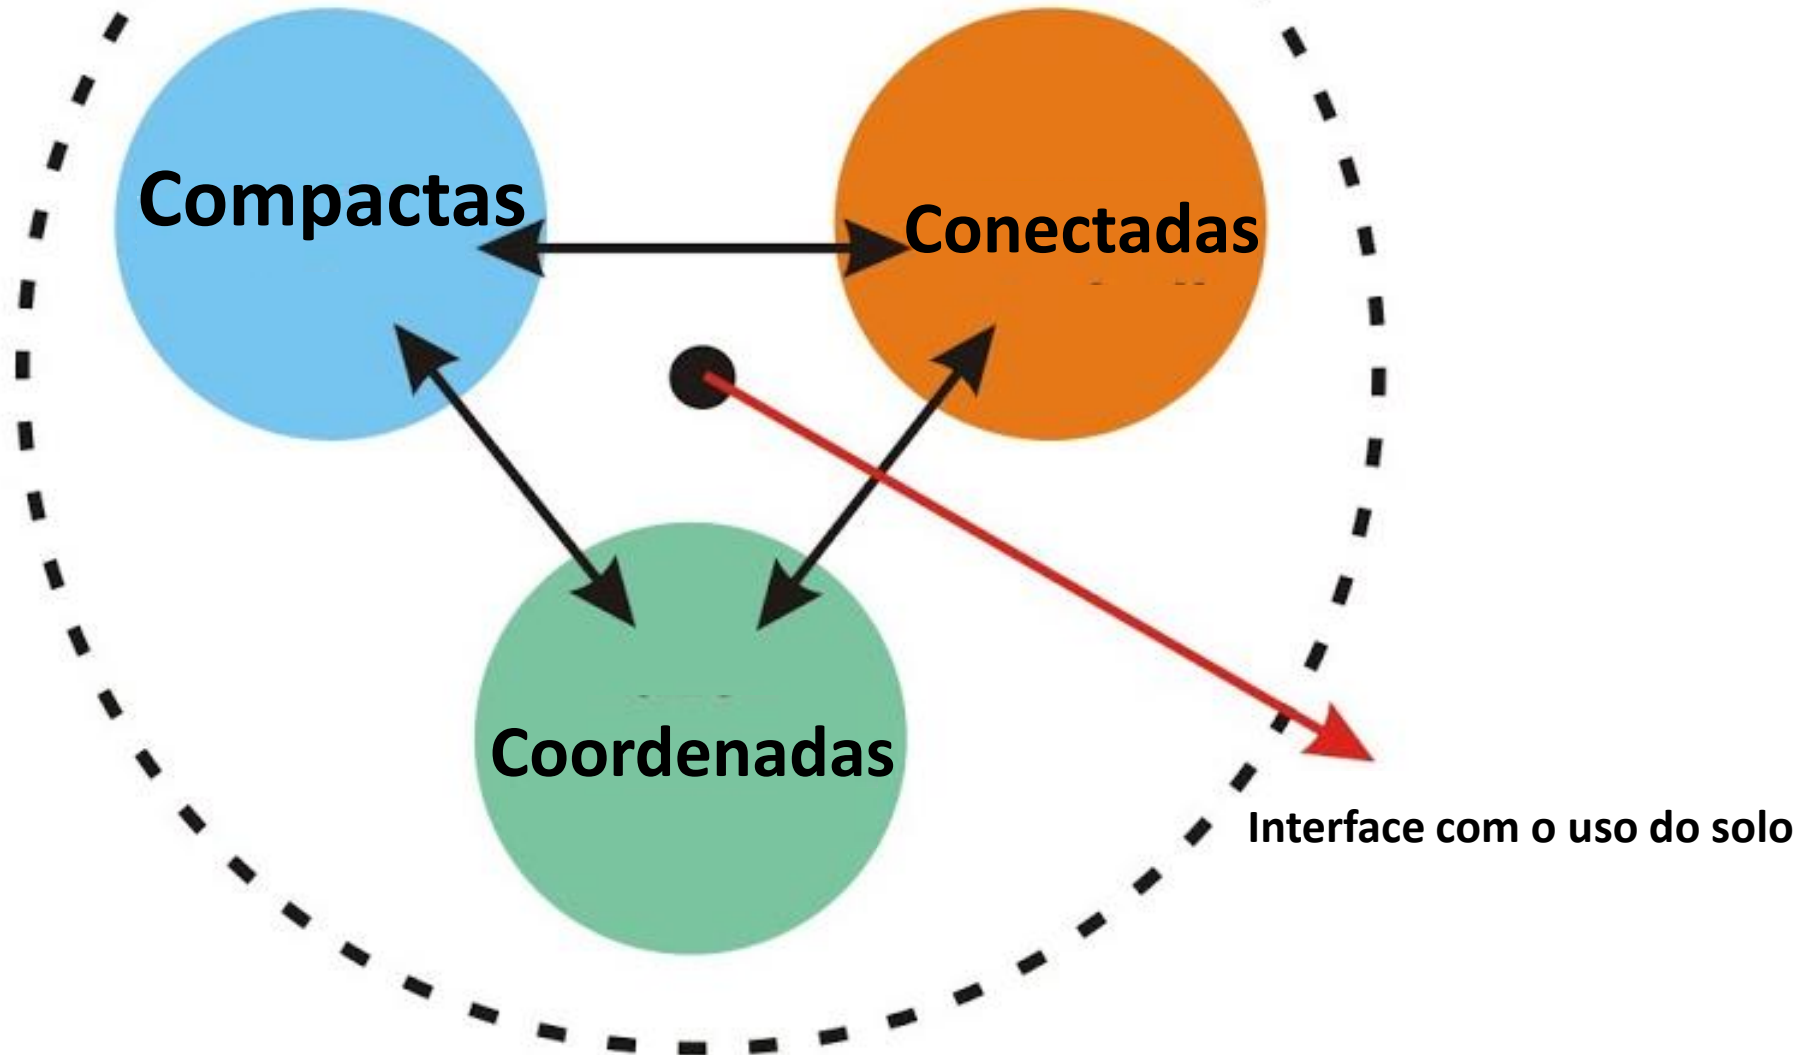 Compactas
Conectadas
Coordenadas
Interface com o uso do solo